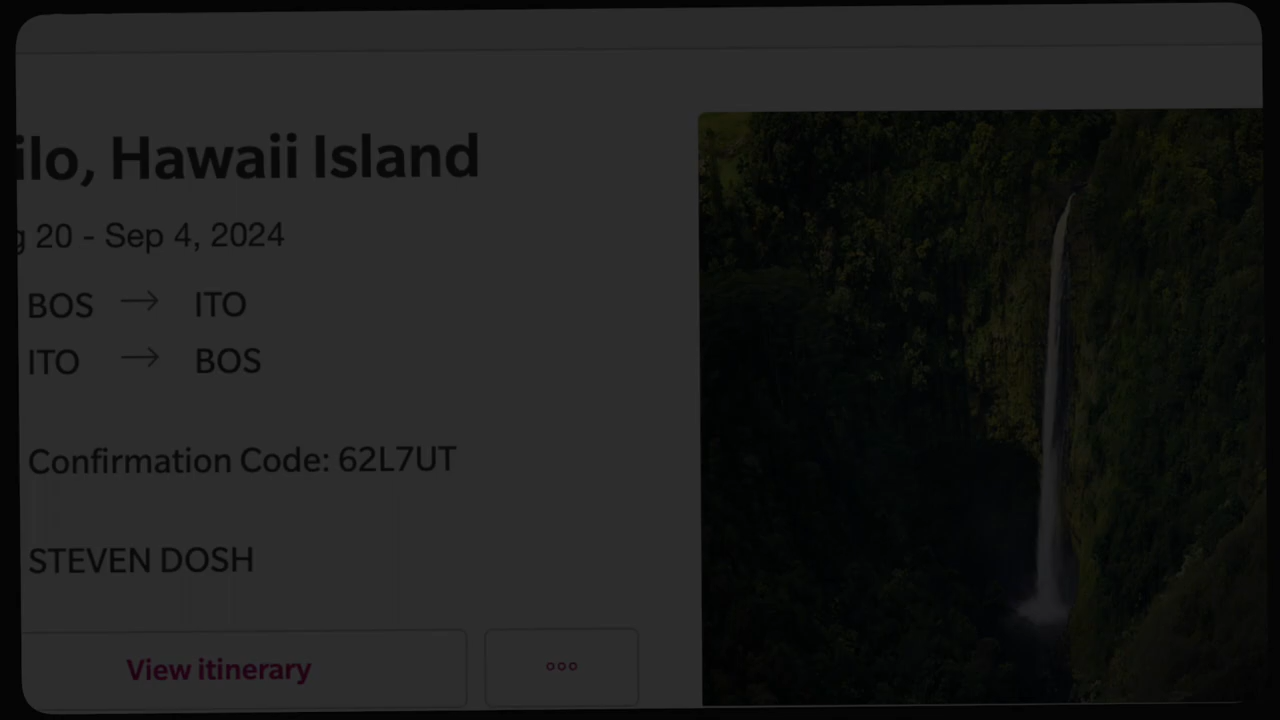 ilo, Hawaii Island
g 20 - Sep 4, 2024
BOS → ITO
ITO → BOS
Confirmation Code: 62L7UT
STEVEN DOSH
View itinerary